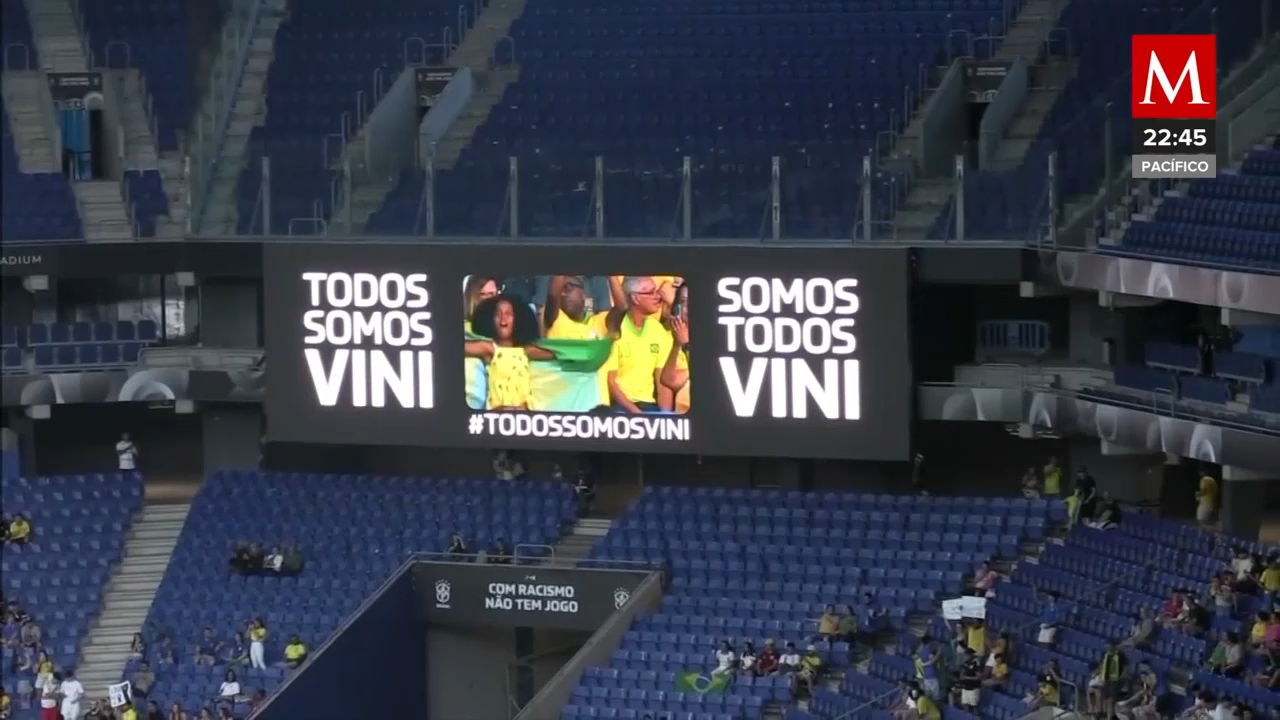 M
22:45
PACÍFICO
ADIUM
TODOS
SOMOS
VINI
SOMOS
TODOS
VINI
#TODOSSOMOSVINI
COM RACISMO
NÃO TEM JOGO